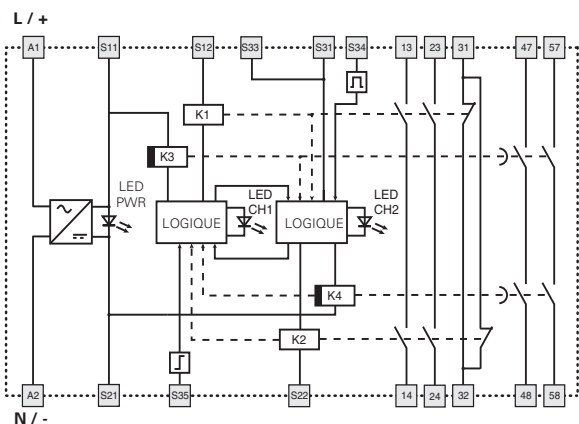 L / +
A1 S11 S12 S33 S31 S34 13 23 31 47 57
K1
K3
LED
PWR
LOGIQUE
LED
CH1
LOGIQUE
LED
CH2
K4
K2
A2 S21 S35 S22 14 24 32 48 58
N / -